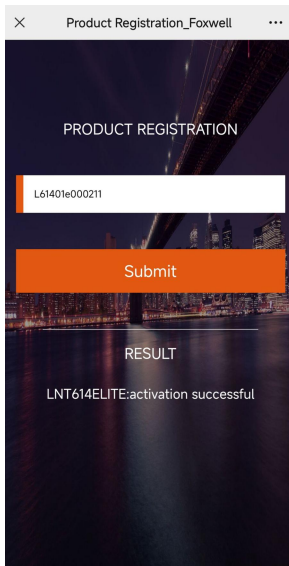 Product Registration_Foxwell
PRODUCT REGISTRATION
L61401e000211
Submit
RESULT
LNT614ELITE:activation successful